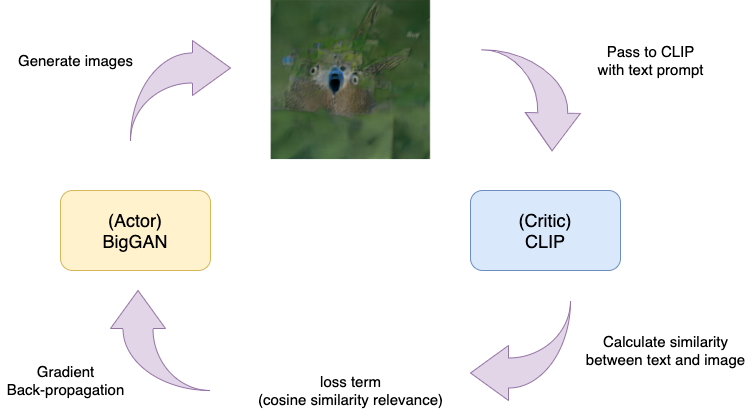 Generate images
Pass to CLIP
with text prompt
(Actor)
BigGAN
(Critic)
CLIP
Calculate similarity
between text and image
loss term
(cosine similarity relevance)
Gradient
Back-propagation